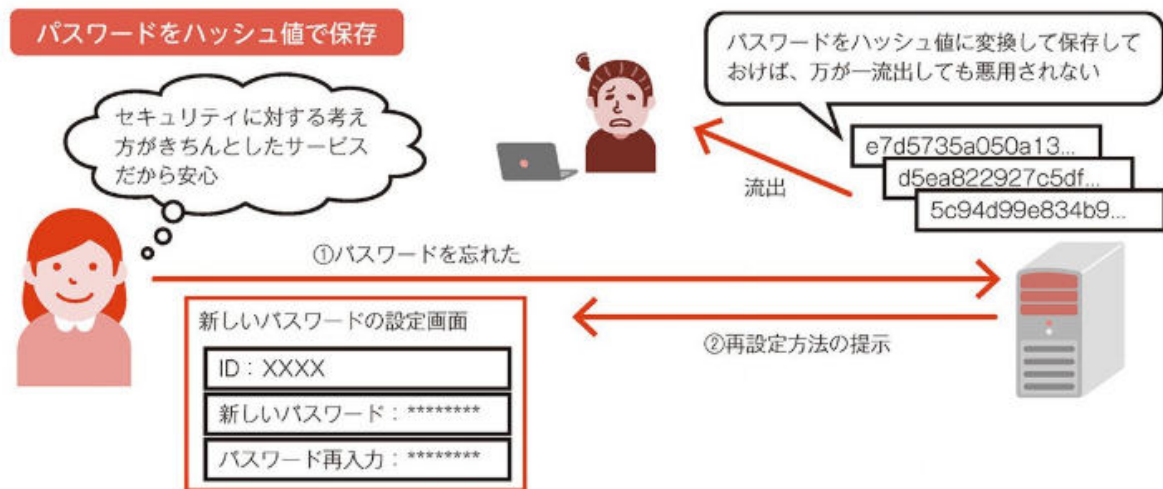 パスワードをハッシュ値で保存
パスワードをハッシュ値に変換して保存して
おけば、万が一流出しても悪用されない
セキュリティに対する考え
方がきちんとしたサービス
だから安心
e7d5735a050a13...
d5ea822927c5df...
5c94d99e834b9...
流出
①パスワードを忘れた
新しいパスワードの設定画面
②再設定方法の提示
ID：XXXX
新しいパスワード：********
パスワード再入力：********